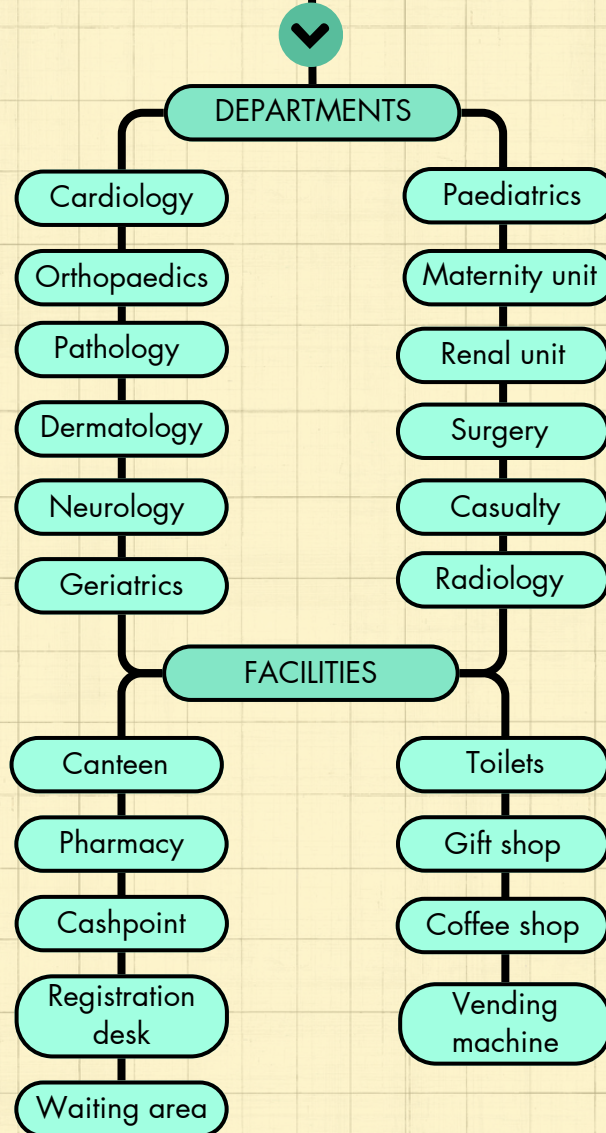 DEPARTMENTS
Cardiology
Orthopaedics
Pathology
Dermatology
Neurology
Geriatrics
Paediatrics
Maternity unit
Renal unit
Surgery
Casualty
Radiology
FACILITIES
Canteen
Pharmacy
Cashpoint
Registration
desk
Waiting area
Toilets
Gift shop
Coffee shop
Vending
machine